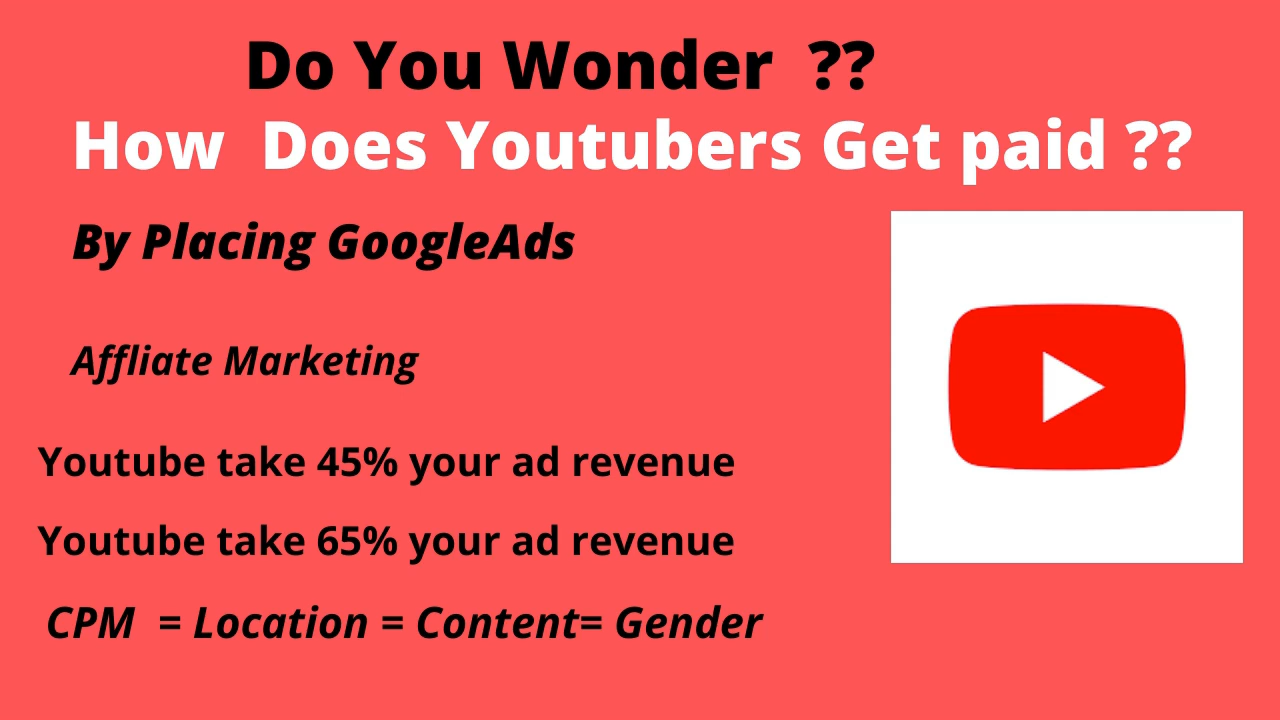 Do You Wonder ??
How Does Youtubers Get paid ??
By Placing GoogleAds
Affliate Marketing
Youtube take 45% your ad revenue
Youtube take 65% your ad revenue
CPM = Location = Content= Gender